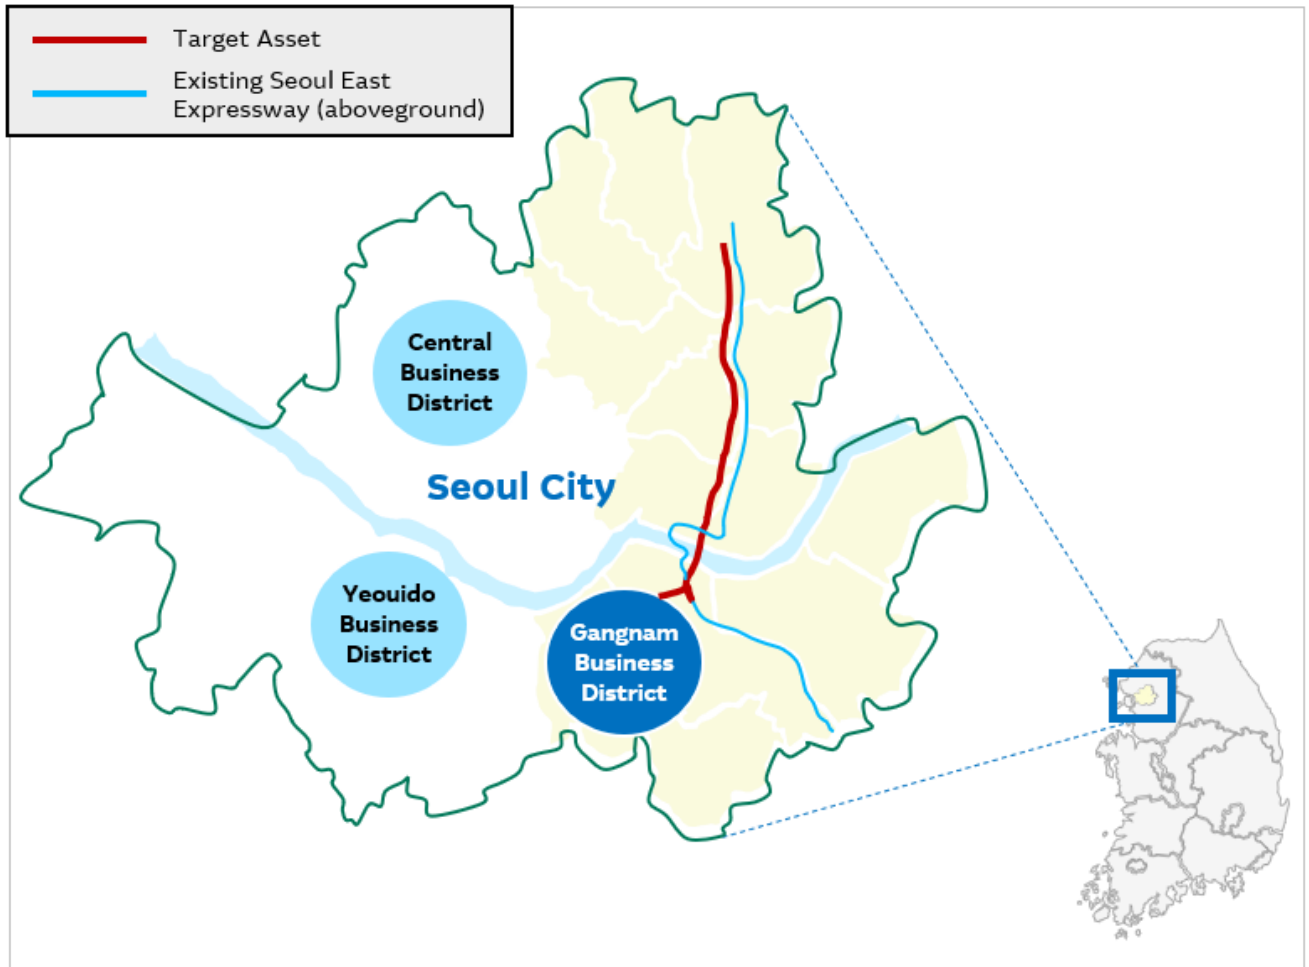 Target Asset
Existing Seoul East
Expressway (aboveground)
Central
Business
District
Seoul City
Yeouido
Business
District
Gangnam
Business
District